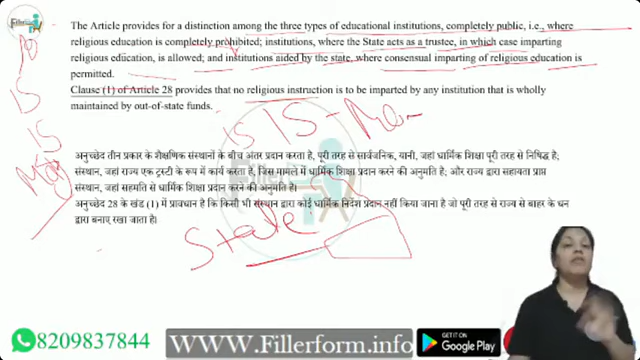 The Article provides for a distinction among the three types of educational institutions, completely public, i.e., where
religious education is completely prohibited; institutions, where the State acts as a trustee, in which case imparting
religious education, is allowed; and institutions aided by the state, where consensual imparting of religious education is
permitted.
Clause (1) of Article 28 provides that no religious instruction is to be imparted by any institution that is wholly
maintained by out-of-state funds.
15
15
15 15 -
अनुच्छेद तीन प्रकार के शैक्षणिक संस्थानों के बीच अंतर प्रदान करता है, पूरी तरह से सार्वजनिक, यानी, जहां धार्मिक शिक्षा पूरी तरह से निषिद्ध है;
संस्थान, जहां राज्य एक ट्रस्टी के रूप में कार्य करता है, जिस मामले में धार्मिक शिक्षा प्रदान करने की अनुमति है; और राज्य द्वारा सहायता प्राप्त
संस्थान, जहां सहमति से धार्मिक शिक्षा प्रदान करने की अनुमति है।
अनुच्छेद 28 के खंड (1) में प्रावधान है कि किसी भी संस्थान द्वारा कोई धार्मिक निर्देश प्रदान नहीं किया जाना है जो पूरी तरह से राज्य के बाहर के धन
द्वारा बनाए रखा जाता है।
State
8209837844
www.Fillerform.info
GET IT ON
Google Play